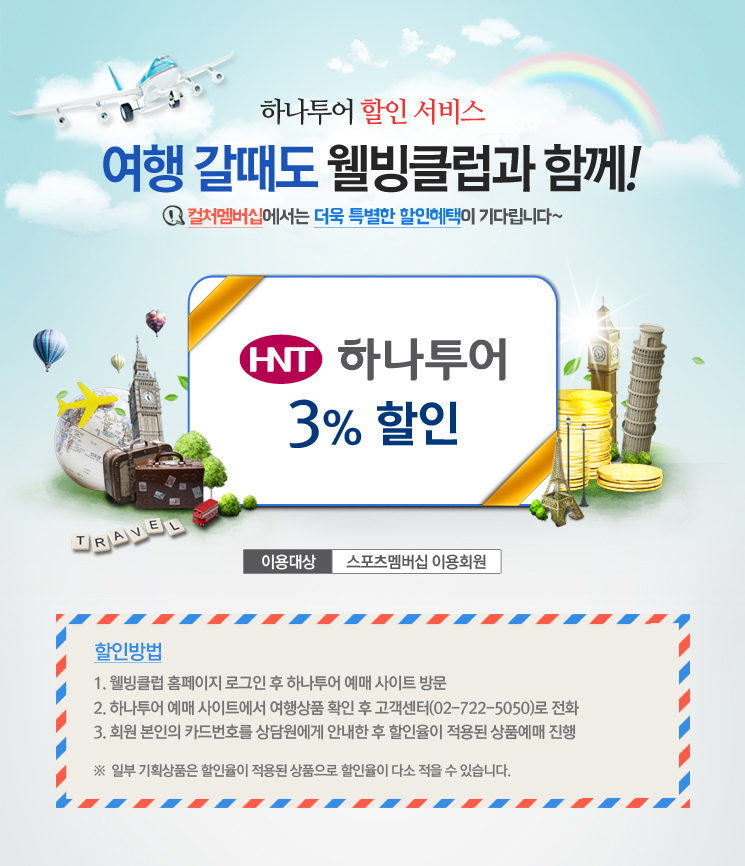 하나투어 할인 서비스
여행 갈때도 웰빙클럽과 함께!
컬처멤버십에서는 더욱 특별한 할인혜택이 기다립니다~
HNT 하나투어
3% 할인
TRAVEL
이용대상 스포츠멤버십 이용회원
할인방법
1. 웰빙클럽 홈페이지 로그인 후 하나투어 예매 사이트 방문
2. 하나투어 예매 사이트에서 여행상품 확인 후 고객센터(02-722-5050)로 전화
3. 회원 본인의 카드번호를 상담원에게 안내한 후 할인율이 적용된 상품예매 진행
※ 일부 기획상품은 할인율이 적용된 상품으로 할인율이 다소 적을 수 있습니다.